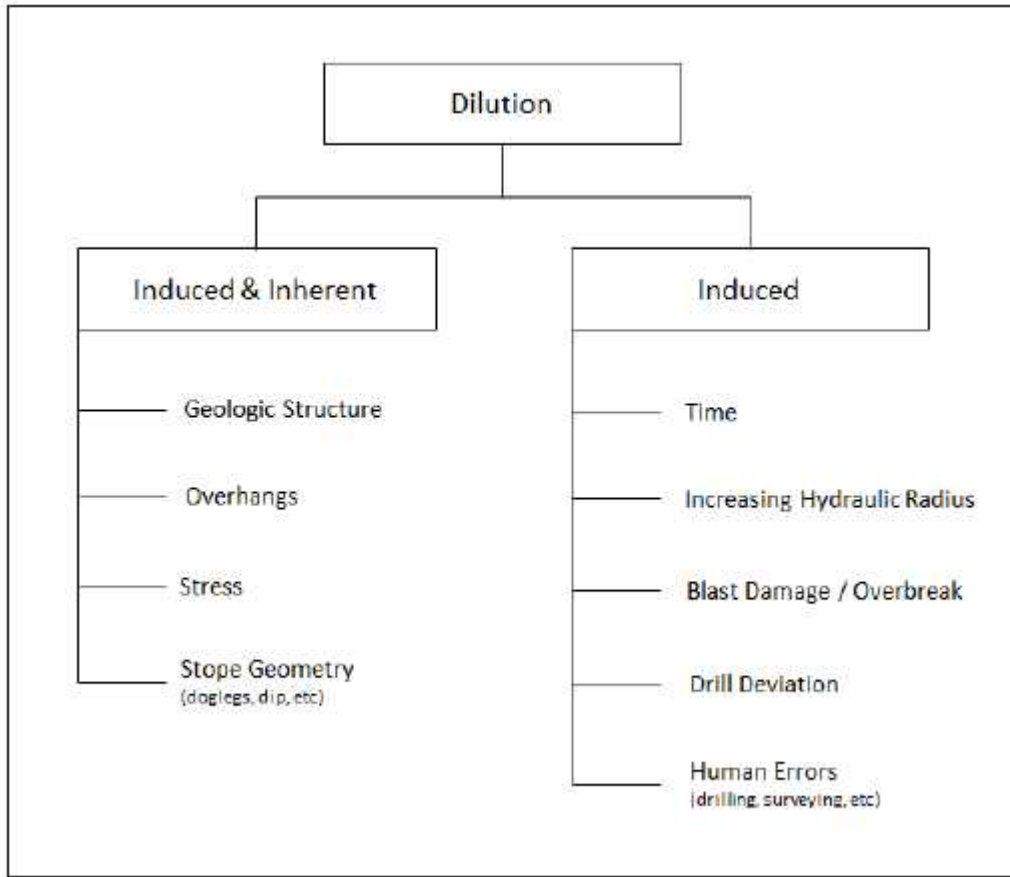 Dilution
Induced & Inherent
Geologic Structure
Overhangs
Stress
Stope Geometry
(doglegs, dip, etc)
Induced
Time
Increasing Hydraulic Radius
Blast Damage / Overbreak
Drill Deviation
Human Errors
(drilling, surveying, etc)